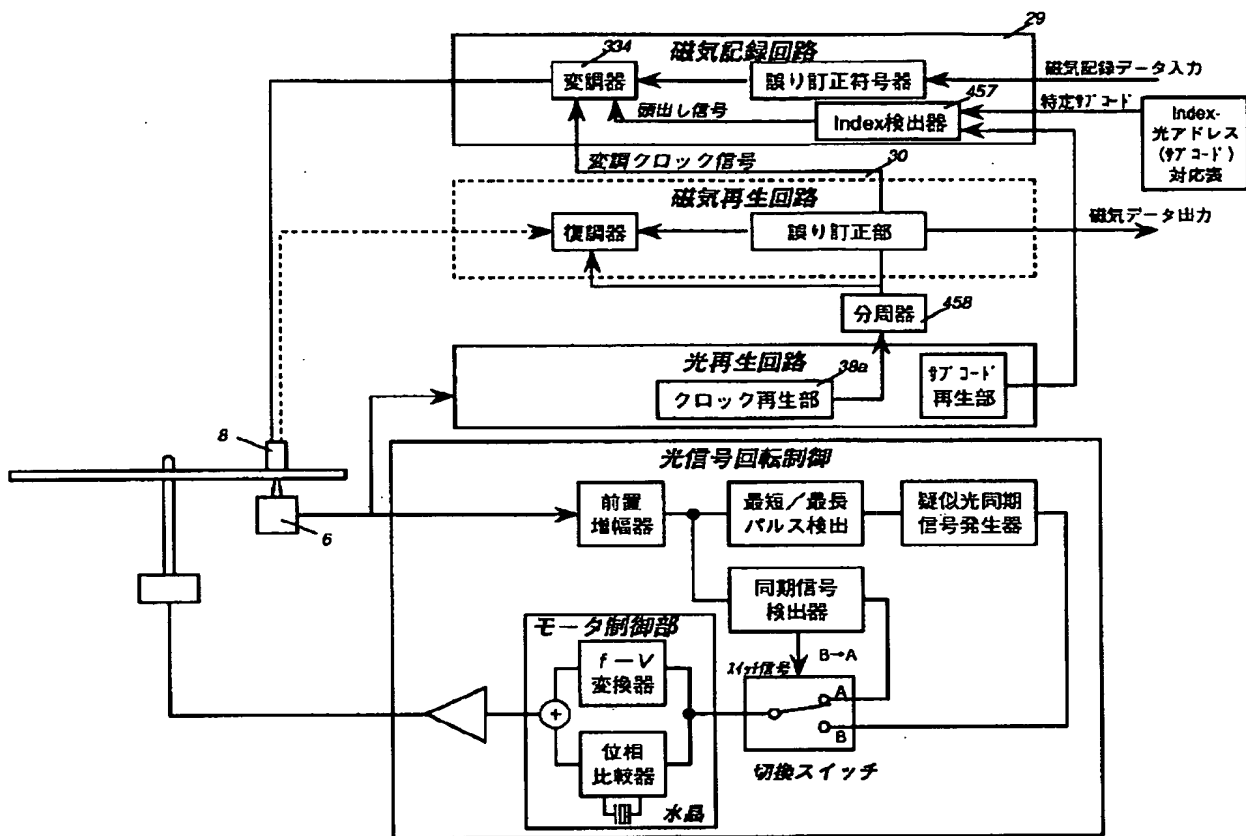 29
334
磁気記録回路
変調器
誤り訂正符号器
磁気記録データ入力
457
特定サブコード
頭出し信号
Index検出器
Index-
光アドレス
(サブコード)
対応表
変調クロック信号
30
磁気再生回路
復調器
誤り訂正部
磁気データ出力
分周器
458
光再生回路
38a
クロック再生部
サブコード
再生部
8
6
光信号回転制御
前置
増幅器
最短/最長
パルス検出
疑似光同期
信号発生器
同期信号
検出器
モータ制御部
B→A
スイッチ信号
f-V
変換器
A
B
+
位相
比較器
切換スイッチ
水晶